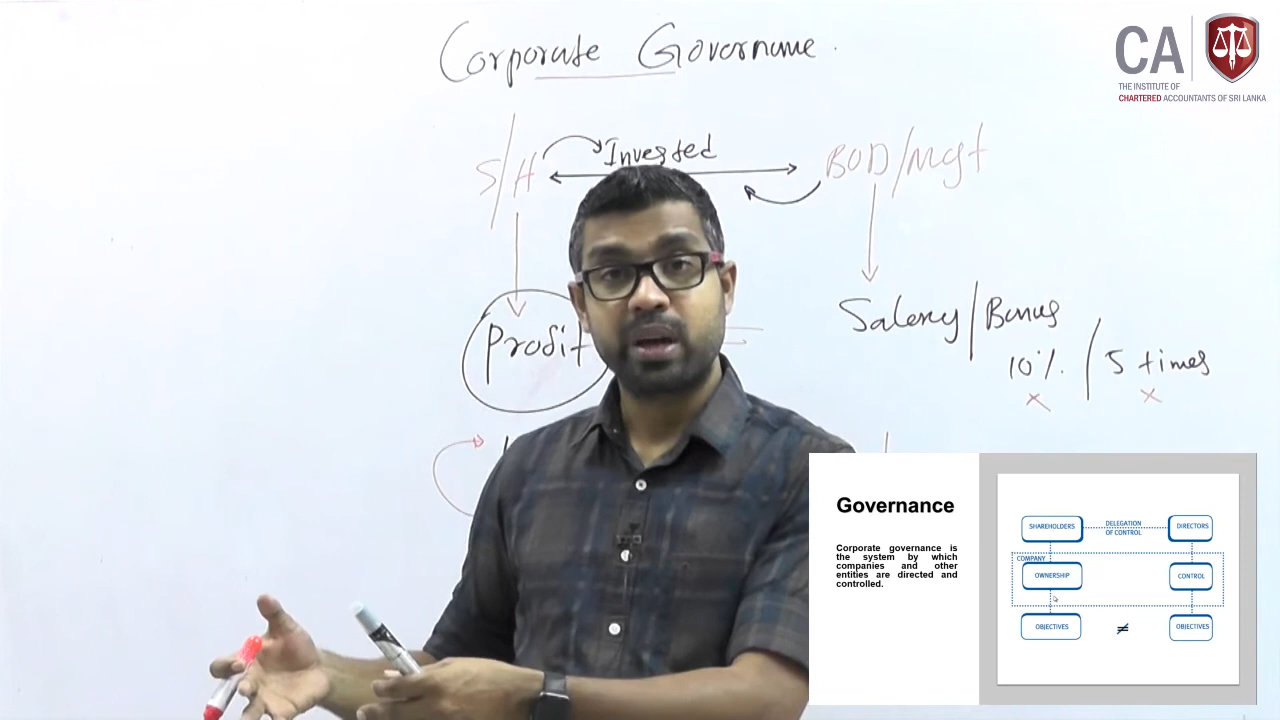 Corporate Governance
CA
THE INSTITUTE OF
CHARTERED ACCOUNTANTS OF SRI LANKA
S/H Invested BOD/Mgt
Profit
Salary/Bonus
10% / 5 times
x x
Governance
Corporate governance is
the system by which
companies and other
entities are directed and
controlled.
SHAREHOLDERS DELEGATION OF CONTROL DIRECTORS
COMPANY
OWNERSHIP CONTROL
OBJECTIVES ≠ OBJECTIVES